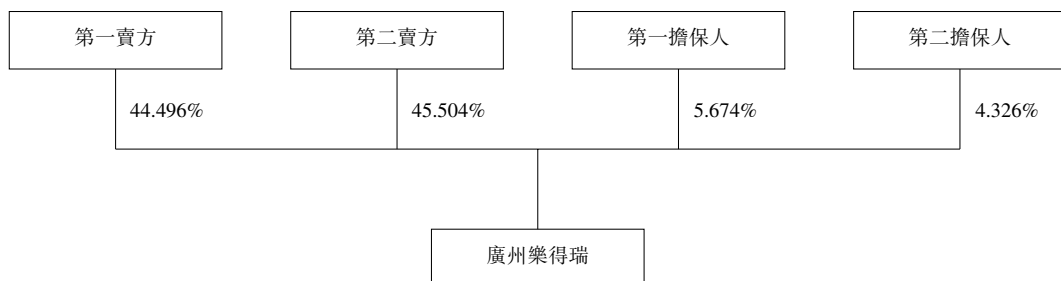 第一賣方
第二賣方
第一擔保人
第二擔保人
44.496%
45.504%
5.674%
4.326%
廣州樂得瑞